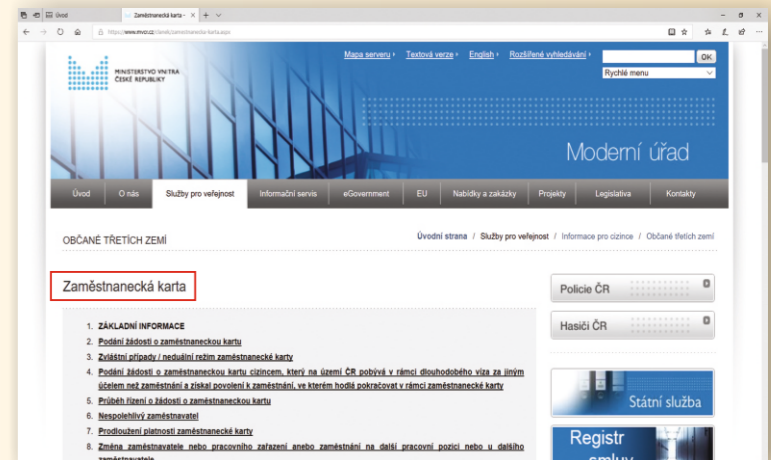 Úvod
Zaměstnanecká karta -
https://www.mvcr.cz/clanek/zamestnanecka-karta.aspx
Mapa serveru Textová verze English Rozšířené vyhledávání OK
MINISTERSTVO VNITRA
ČESKÉ REPUBLIKY
Rychlé menu
Moderní úřad
Úvod O nás Služby pro veřejnost Informační servis eGovernment EU Nabídky a zakázky Projekty Legislativa Kontakty
OBČANÉ TŘETÍCH ZEMÍ
Úvodní strana / Služby pro veřejnost / Informace pro cizince / Občané třetích zemí
Zaměstnanecká karta
Policie ČR
Hasiči ČR
1. ZÁKLADNÍ INFORMACE
2. Podání žádosti o zaměstnaneckou kartu
3. Zvláštní případy / neduální režim zaměstnanecké karty
4. Podání žádosti o zaměstnaneckou kartu cizincem, který na území ČR pobývá v rámci dlouhodobého víza za jiným
účelem než zaměstnání a získal povolení k zaměstnání, ve kterém hodlá pokračovat v rámci zaměstnanecké karty
5. Průběh řízení o žádosti o zaměstnaneckou kartu
6. Nespolehlivý zaměstnavatel
7. Prodloužení platnosti zaměstnanecké karty
8. Změna zaměstnavatele nebo pracovního zařazení anebo zaměstnání na další pracovní pozici nebo u dalšího
zaměstnavatele
Státní služba
Registr
smluv